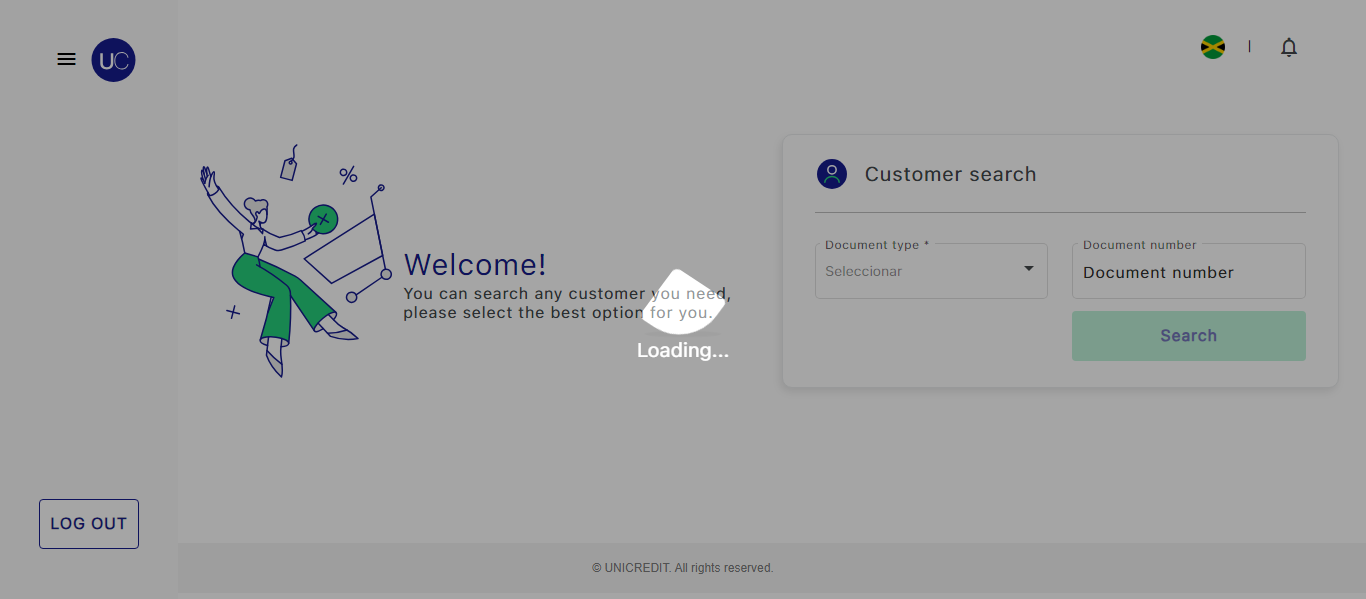 UC
Welcome!
You can search any customer you need,
please select the best option for you.
Loading...
Customer search
Document type *
Seleccionar
Document number
Document number
Search
LOG OUT
© UNICREDIT. All rights reserved.